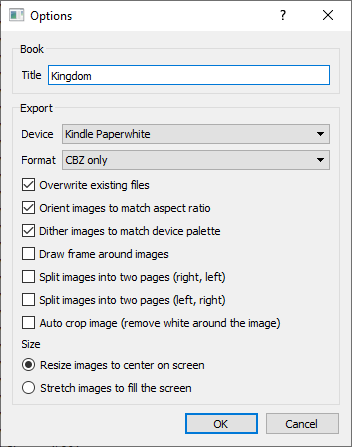 Options
Book
Title Kingdom
Export
Device Kindle Paperwhite
Format CBZ only
Overwrite existing files
Orient images to match aspect ratio
Dither images to match device palette
Draw frame around images
Split images into two pages (right, left)
Split images into two pages (left, right)
Auto crop image (remove white around the image)
Size
Resize images to center on screen
Stretch images to fill the screen
OK Cancel